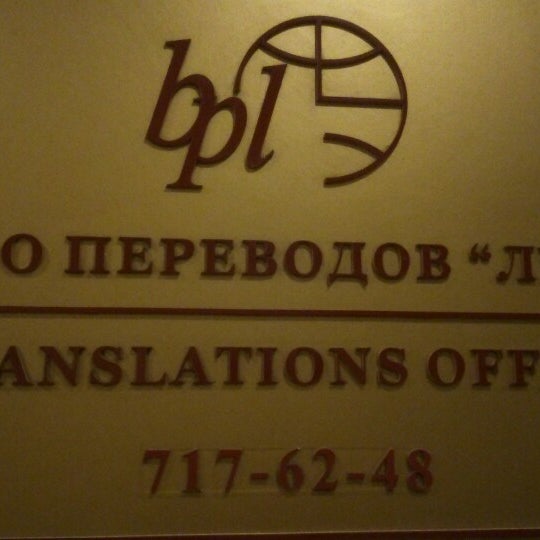 bpl
О ПЕРЕВОДОВ “Л
ANSLATIONS OFF
717-62-48